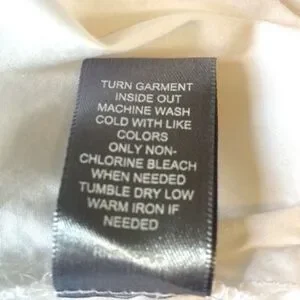 TURN GARMENT
INSIDE OUT
MACHINE WASH
COLD WITH LIKE
COLORS
ONLY NON-
CHLORINE BLEACH
WHEN NEEDED
TUMBLE DRY LOW
WARM IRON IF
NEEDED